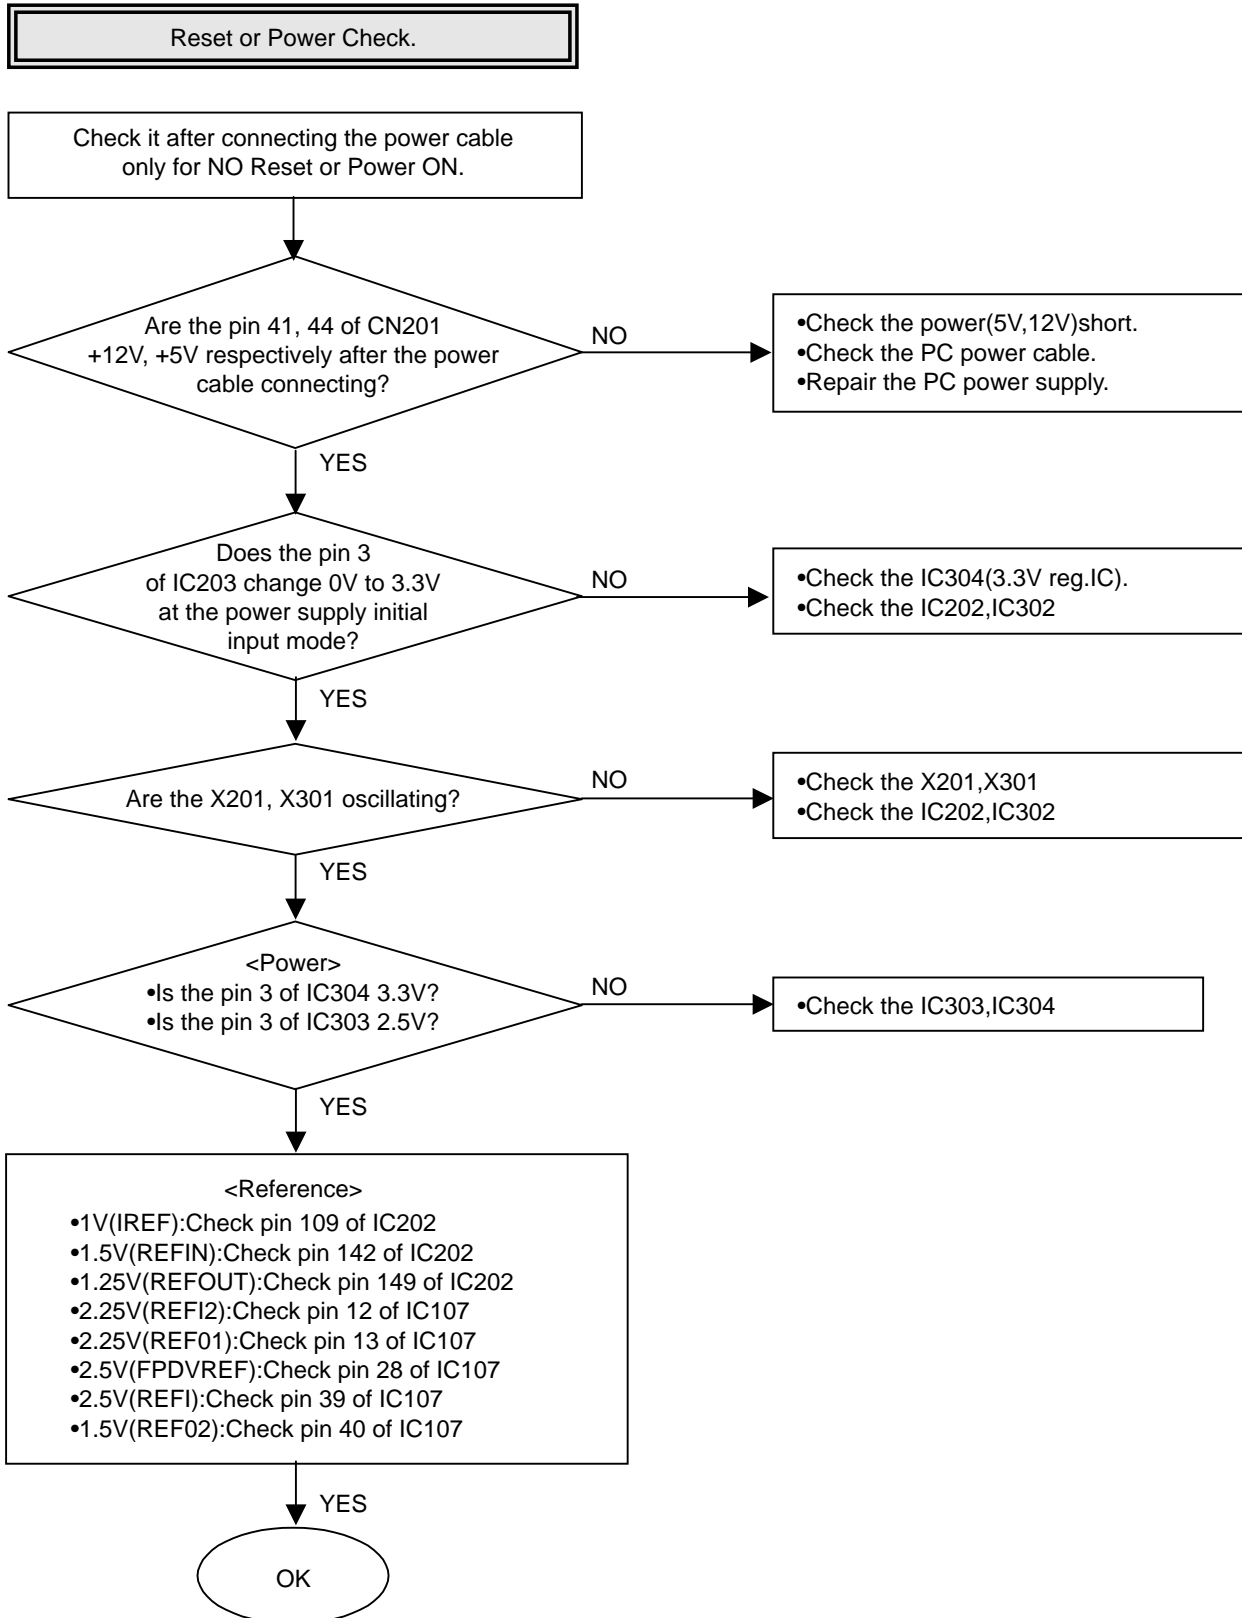 Reset or Power Check.
Check it after connecting the power cable
only for NO Reset or Power ON.
Are the pin 41, 44 of CN201
+12V, +5V respectively after the power
cable connecting?
NO
•Check the power(5V,12V)short.
•Check the PC power cable.
•Repair the PC power supply.
YES
Does the pin 3
of IC203 change 0V to 3.3V
at the power supply initial
input mode?
NO
•Check the IC304(3.3V reg.IC).
•Check the IC202,IC302
YES
Are the X201, X301 oscillating?
NO
•Check the X201,X301
•Check the IC202,IC302
YES
<Power>
•Is the pin 3 of IC304 3.3V?
•Is the pin 3 of IC303 2.5V?
NO
•Check the IC303,IC304
YES
<Reference>
•1V(IREF):Check pin 109 of IC202
•1.5V(REFIN):Check pin 142 of IC202
•1.25V(REFOUT):Check pin 149 of IC202
•2.25V(REFI2):Check pin 12 of IC107
•2.25V(REF01):Check pin 13 of IC107
•2.5V(FPDVREF):Check pin 28 of IC107
•2.5V(REFI):Check pin 39 of IC107
•1.5V(REF02):Check pin 40 of IC107
YES
OK